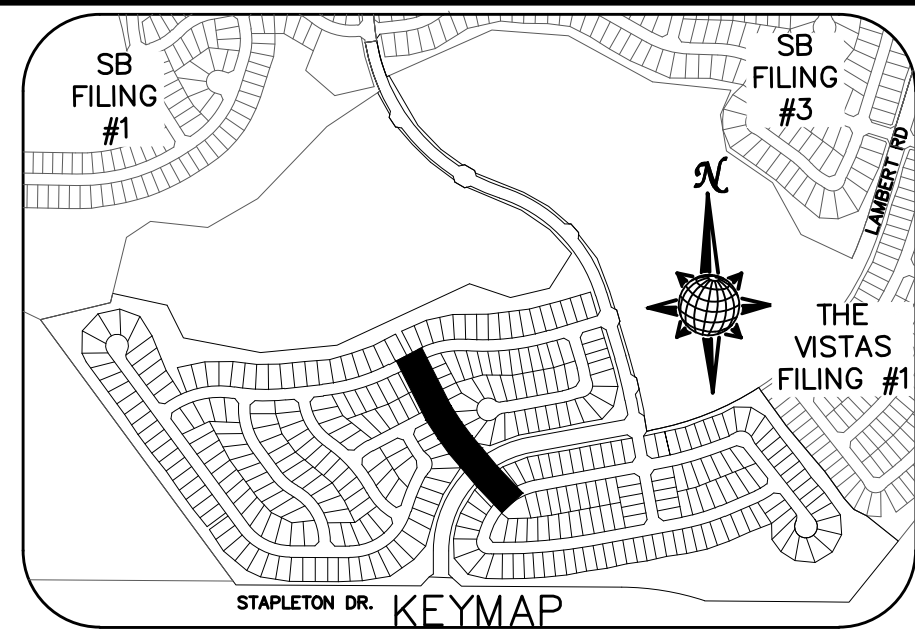 SB
FILING
#1
SB
FILING
#3
LAMBERT RD
N
THE
VISTAS
FILING #1
STAPLETON DR.
KEYMAP